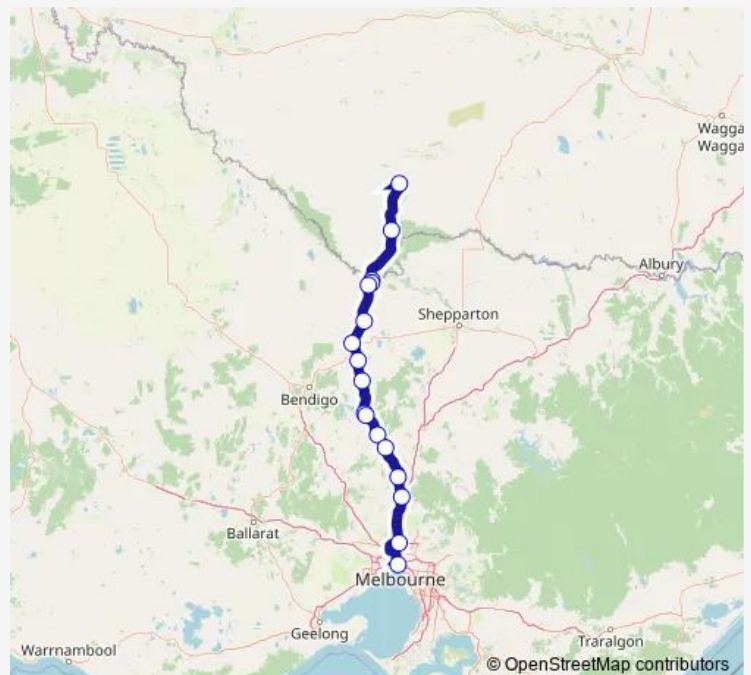 Wagga
Wagga
Albury
Shepparton
Bendigo
Ballarat
Melbourne
Geelong
Traralgon
Warrnambool
© OpenStreetMap contributors